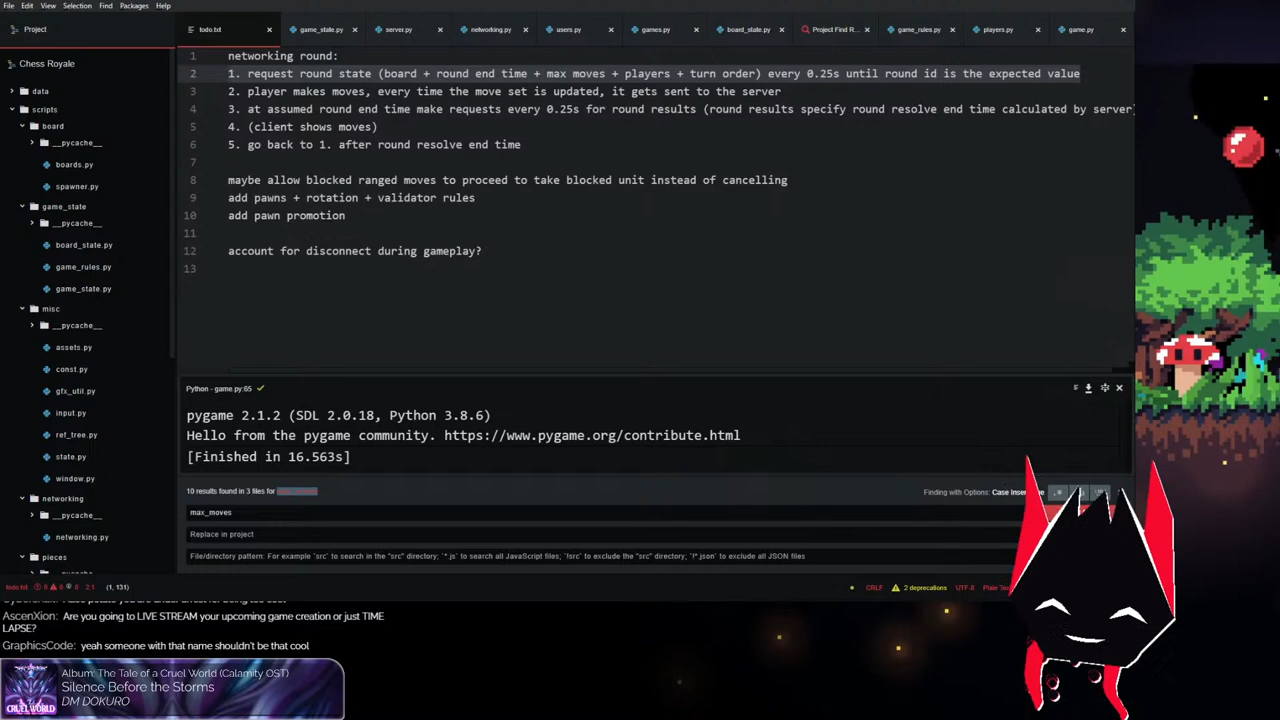 File Edit View Selection Find Packages Help
Project
todo.txt
game_state.py
server.py
networking.py
users.py
games.py
board_state.py
Project Find R...
game_rules.py
players.py
game.py
Chess Royale
data
scripts
board
__pycache__
boards.py
spawner.py
game_state
__pycache__
board_state.py
game_rules.py
game_state.py
misc
__pycache__
assets.py
const.py
gfx_util.py
input.py
ref_tree.py
state.py
window.py
networking
__pycache__
networking.py
pieces
1 networking round:
2 1. request round state (board + round end time + max moves + players + turn order) every 0.25s until round id is the expected value
3 2. player makes moves, every time the move set is updated, it gets sent to the server
4 3. at assumed round end time make requests every 0.25s for round results (round results specify round resolve end time calculated by server)
5 4. (client shows moves)
6 5. go back to 1. after round resolve end time
7
8 maybe allow blocked ranged moves to proceed to take blocked unit instead of cancelling
9 add pawns + rotation + validator rules
10 add pawn promotion
11
12 account for disconnect during gameplay?
13
Python - game.py:65
pygame 2.1.2 (SDL 2.0.18, Python 3.8.6)
Hello from the pygame community. https://www.pygame.org/contribute.html
[Finished in 16.563s]
10 results found in 3 files for
Finding with Options: Case Insen
max_moves
Replace in project
File/directory pattern: For example 'src' to search in the "src" directory; '*.js' to search all JavaScript files; '!src' to exclude the "src" directory; '!*.json' to exclude all JSON files
todo.txt 0 0 0 2:1 (1, 131)
CRLF 2 deprecations UTF-8 Plain Tex
AscenXion: Are you going to LIVE STREAM your upcoming game creation or just TIME
LAPSE?
GraphicsCode: yeah someone with that name shouldn't be that cool
Album: The Tale of a Cruel World (Calamity OST)
Silence Before the Storms
DM DOKURO
CRUEL WORLD